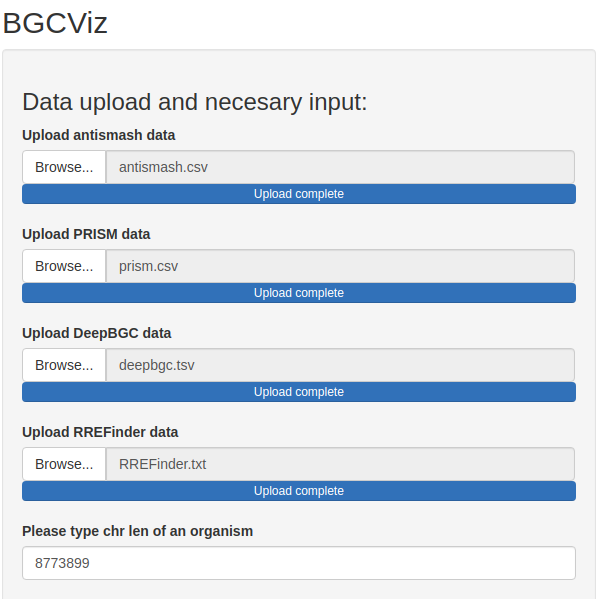 BGCViz
Data upload and necesary input:
Upload antismash data
Browse... antismash.csv
Upload complete
Upload PRISM data
Browse... prism.csv
Upload complete
Upload DeepBGC data
Browse... deepbgc.tsv
Upload complete
Upload RREFinder data
Browse... RREFinder.txt
Upload complete
Please type chr len of an organism
8773899